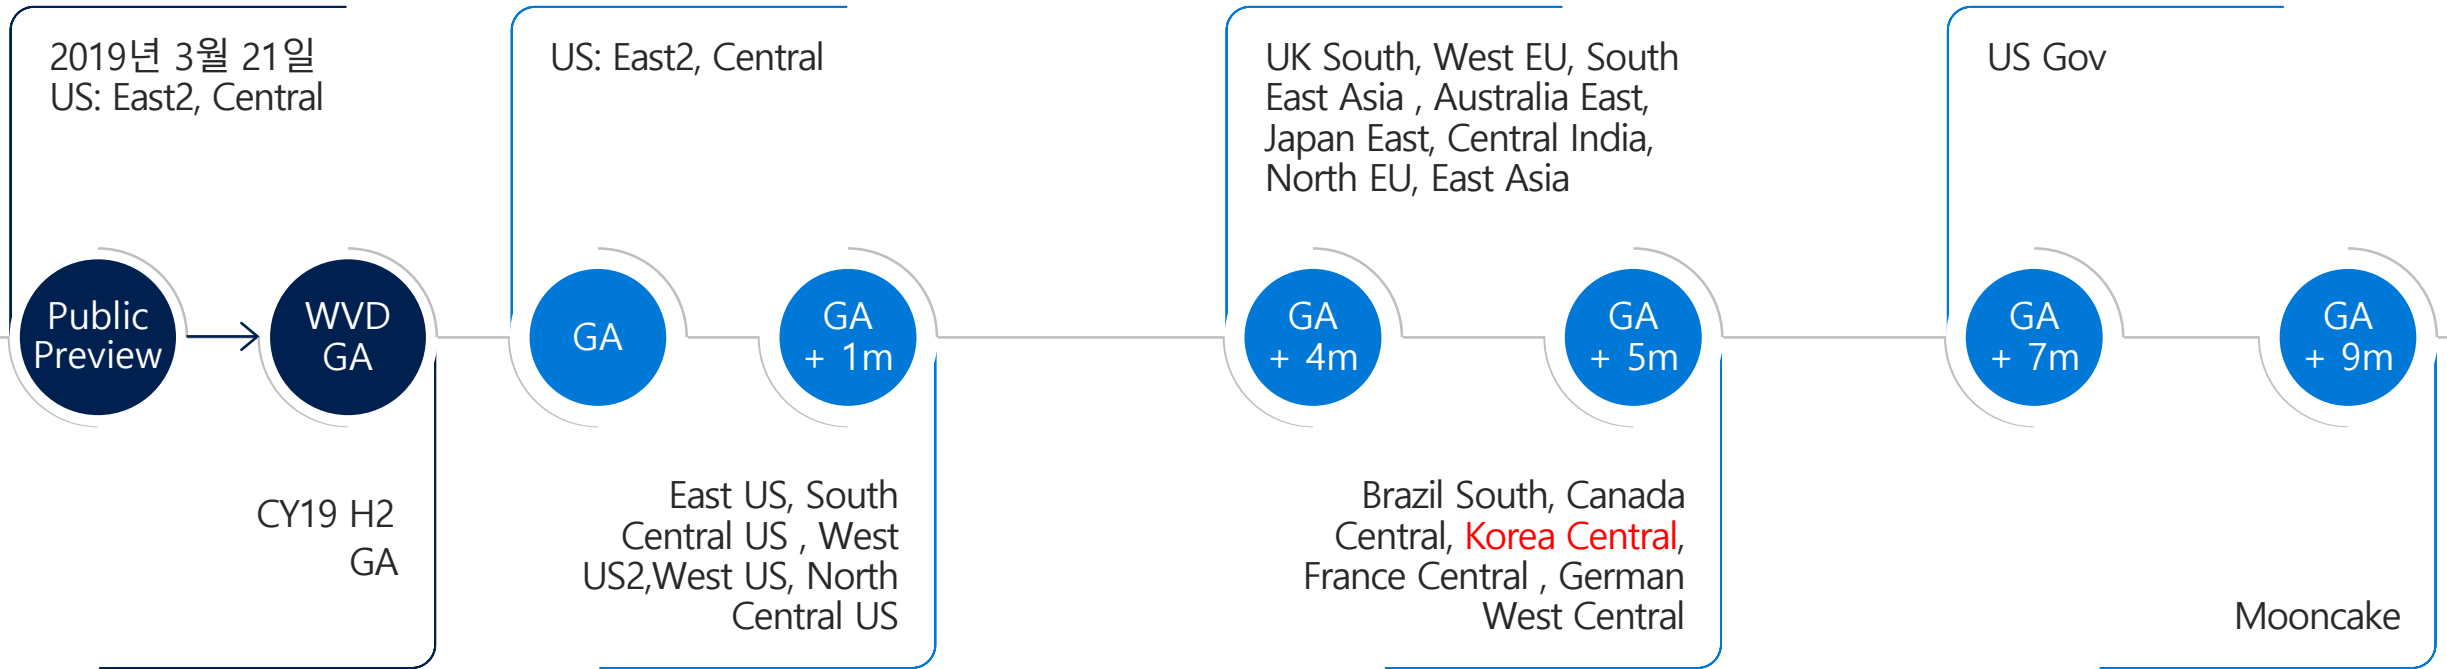 2019년 3월 21일
US: East2, Central
Public
Preview
WVD
GA
CY19 H2
GA
US: East2, Central
GA
GA
+ 1m
East US, South
Central US , West
US2,West US, North
Central US
UK South, West EU, South
East Asia , Australia East,
Japan East, Central India,
North EU, East Asia
GA
+ 4m
GA
+ 5m
Brazil South, Canada
Central, Korea Central,
France Central , German
West Central
US Gov
GA
+ 7m
GA
+ 9m
Mooncake